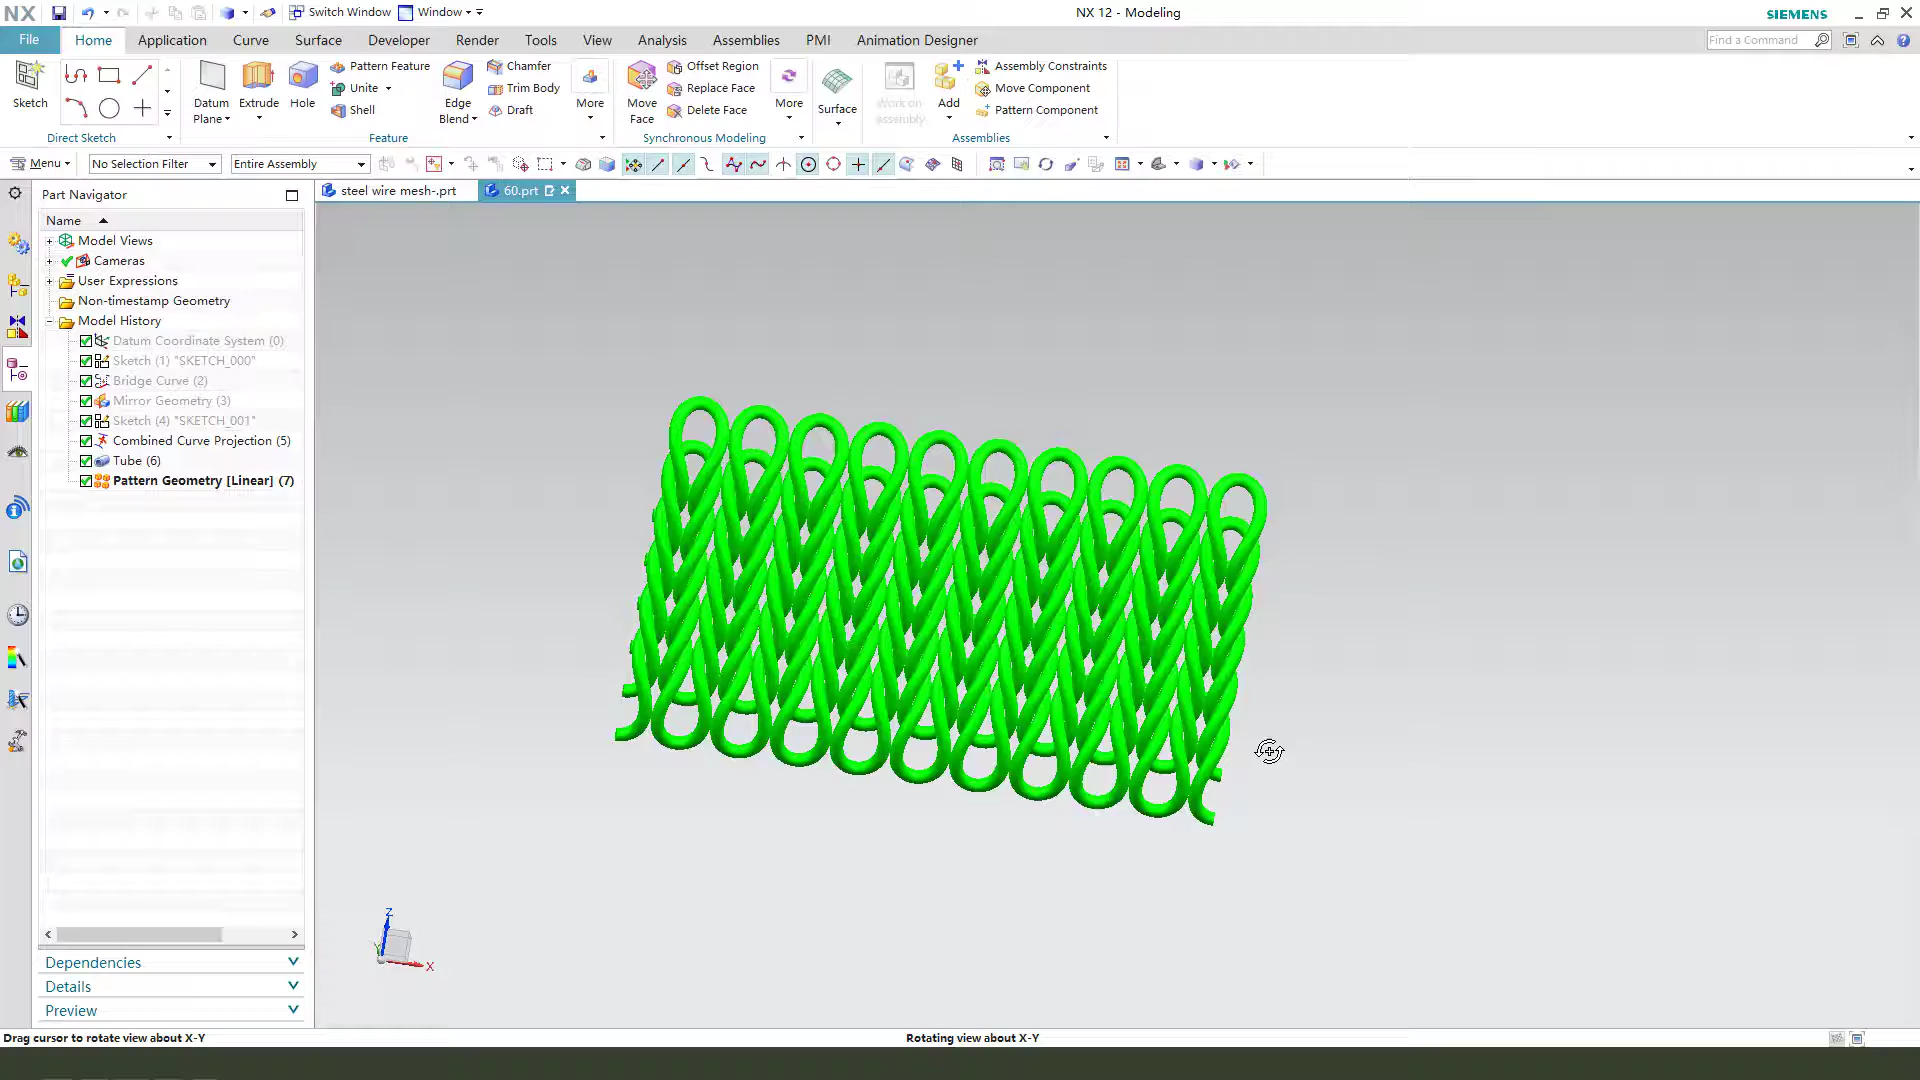 NX
Switch Window
Window
NX 12 - Modeling
SIEMENS
File
Home
Application
Curve
Surface
Developer
Render
Tools
View
Analysis
Assemblies
PMI
Animation Designer
Find a Command
Sketch
Direct Sketch
Datum
Plane
Extrude
Hole
Pattern Feature
Unite
Shell
Edge
Blend
Chamfer
Trim Body
Draft
More
Feature
Move
Face
Offset Region
Replace Face
Delete Face
More
Synchronous Modeling
Surface
Work on
Assembly
Add
Assembly Constraints
Move Component
Pattern Component
Assemblies
Menu
No Selection Filter
Entire Assembly
Part Navigator
steel wire mesh-.prt
60.prt
Name
Model Views
Cameras
User Expressions
Non-timestamp Geometry
Model History
Datum Coordinate System (0)
Sketch (1) "SKETCH_000"
Bridge Curve (2)
Mirror Geometry (3)
Sketch (4) "SKETCH_001"
Combined Curve Projection (5)
Tube (6)
Pattern Geometry [Linear] (7)
Z
Y
X
Dependencies
Details
Preview
Drag cursor to rotate view about X-Y
Rotating view about X-Y